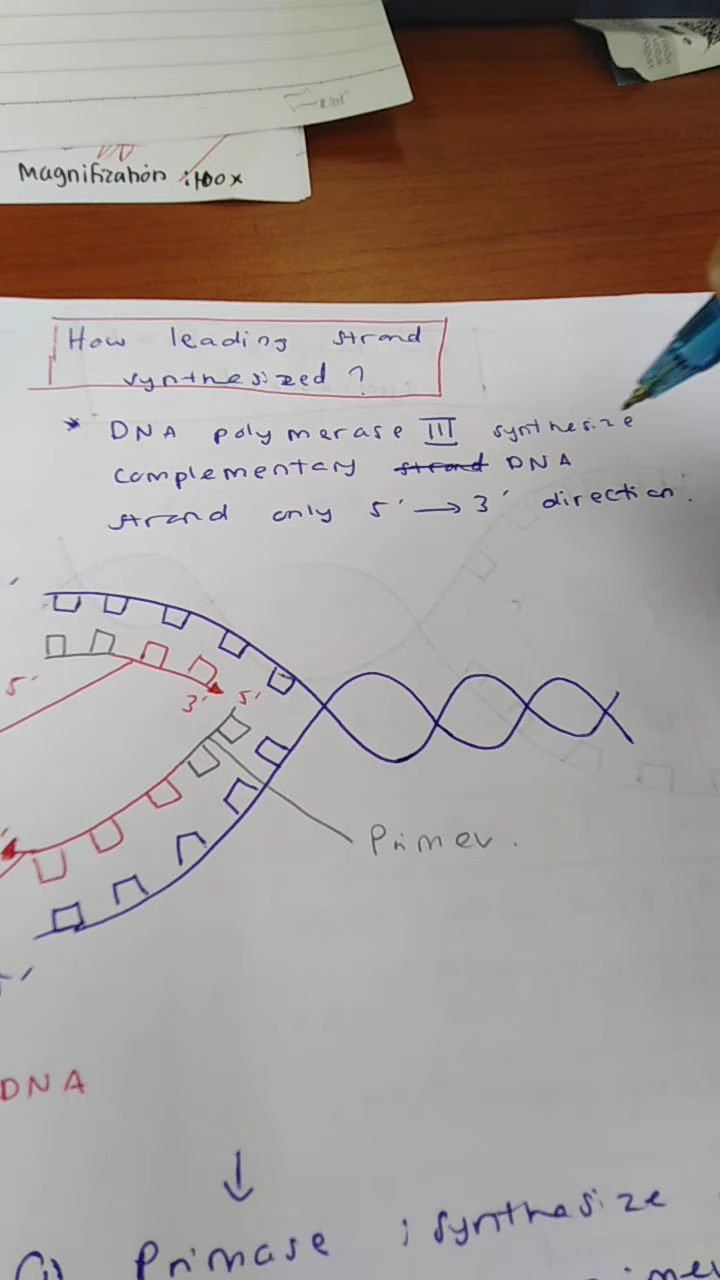 Magnifization : 100x
How leading strand
synthesized ?
* DNA polymerase III synthesize
complementary strand DNA
strand only 5' → 3' direction.
5'
3' 5'
Primer.
DNA
↓
Primase ; synthesize